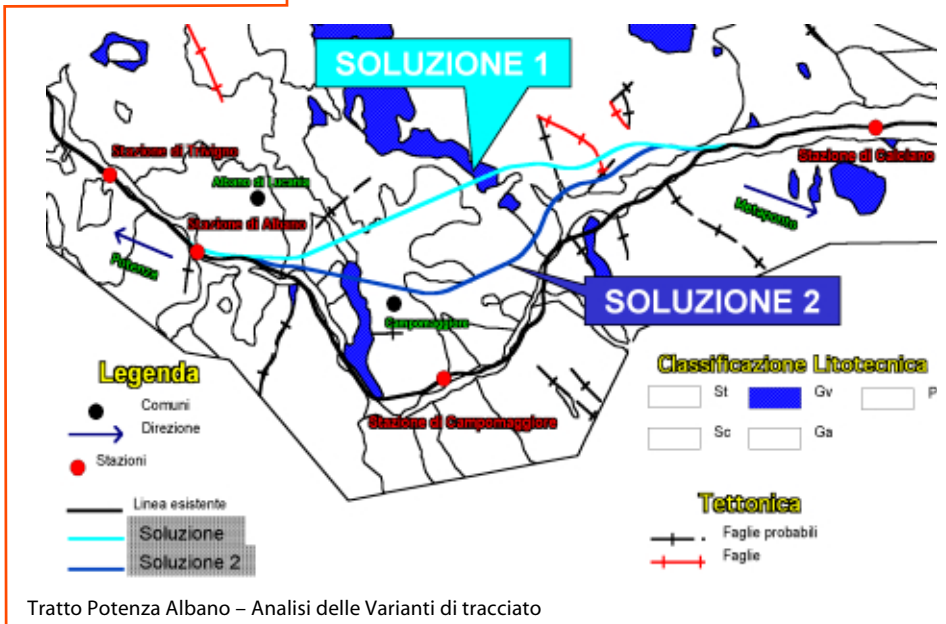 SOLUZIONE 1
Stazione di Trivigno
Albano di Lucania
Stazione di Albano
Potenza
Stazione di Calciano
Metaponto
SOLUZIONE 2
Campomaggiore
Stazione di Campomaggiore
Legenda
Comuni
Direzione
Stazioni
Linea esistente
Soluzione
Soluzione 2
Classificazione Litotecnica
St
Gv
P
Sc
Ga
Tettonica
Faglie probabili
Faglie
Tratto Potenza Albano – Analisi delle Varianti di tracciato